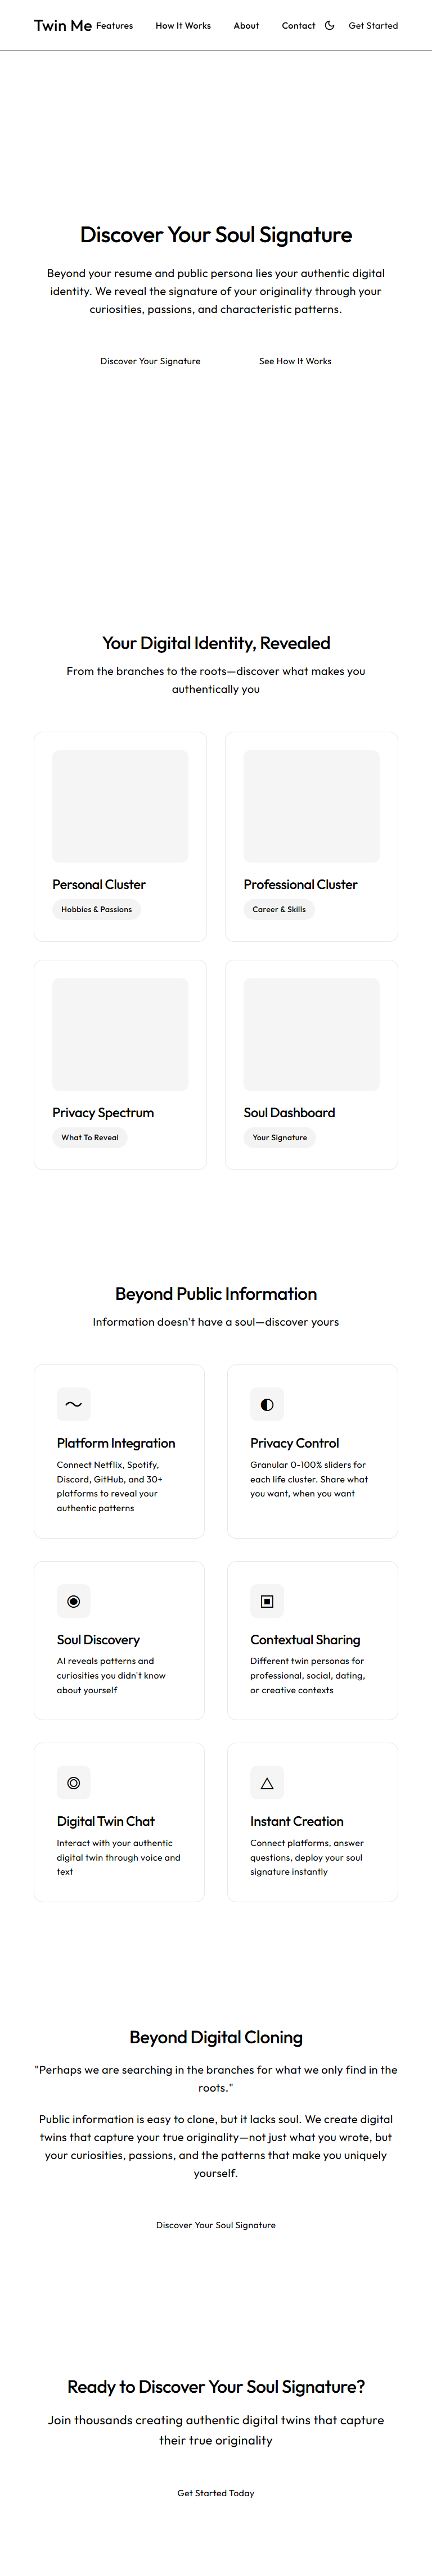 Twin Me Features How It Works About Contact Get Started
Discover Your Soul Signature
Beyond your resume and public persona lies your authentic digital
identity. We reveal the signature of your originality through your
curiosities, passions, and characteristic patterns.
Discover Your Signature See How It Works
Your Digital Identity, Revealed
From the branches to the roots—discover what makes you
authentically you
Personal Cluster
Hobbies & Passions
Professional Cluster
Career & Skills
Privacy Spectrum
What To Reveal
Soul Dashboard
Your Signature
Beyond Public Information
Information doesn't have a soul—discover yours
Platform Integration
Connect Netflix, Spotify,
Discord, GitHub, and 30+
platforms to reveal your
authentic patterns
Privacy Control
Granular 0-100% sliders for
each life cluster. Share what
you want, when you want
Soul Discovery
AI reveals patterns and
curiosities you didn't know
about yourself
Contextual Sharing
Different twin personas for
professional, social, dating,
or creative contexts
Digital Twin Chat
Interact with your authentic
digital twin through voice and
text
Instant Creation
Connect platforms, answer
questions, deploy your soul
signature instantly
Beyond Digital Cloning
"Perhaps we are searching in the branches for what we only find in the
roots."
Public information is easy to clone, but it lacks soul. We create digital
twins that capture your true originality—not just what you wrote, but
your curiosities, passions, and the patterns that make you uniquely
yourself.
Discover Your Soul Signature
Ready to Discover Your Soul Signature?
Join thousands creating authentic digital twins that capture
their true originality
Get Started Today